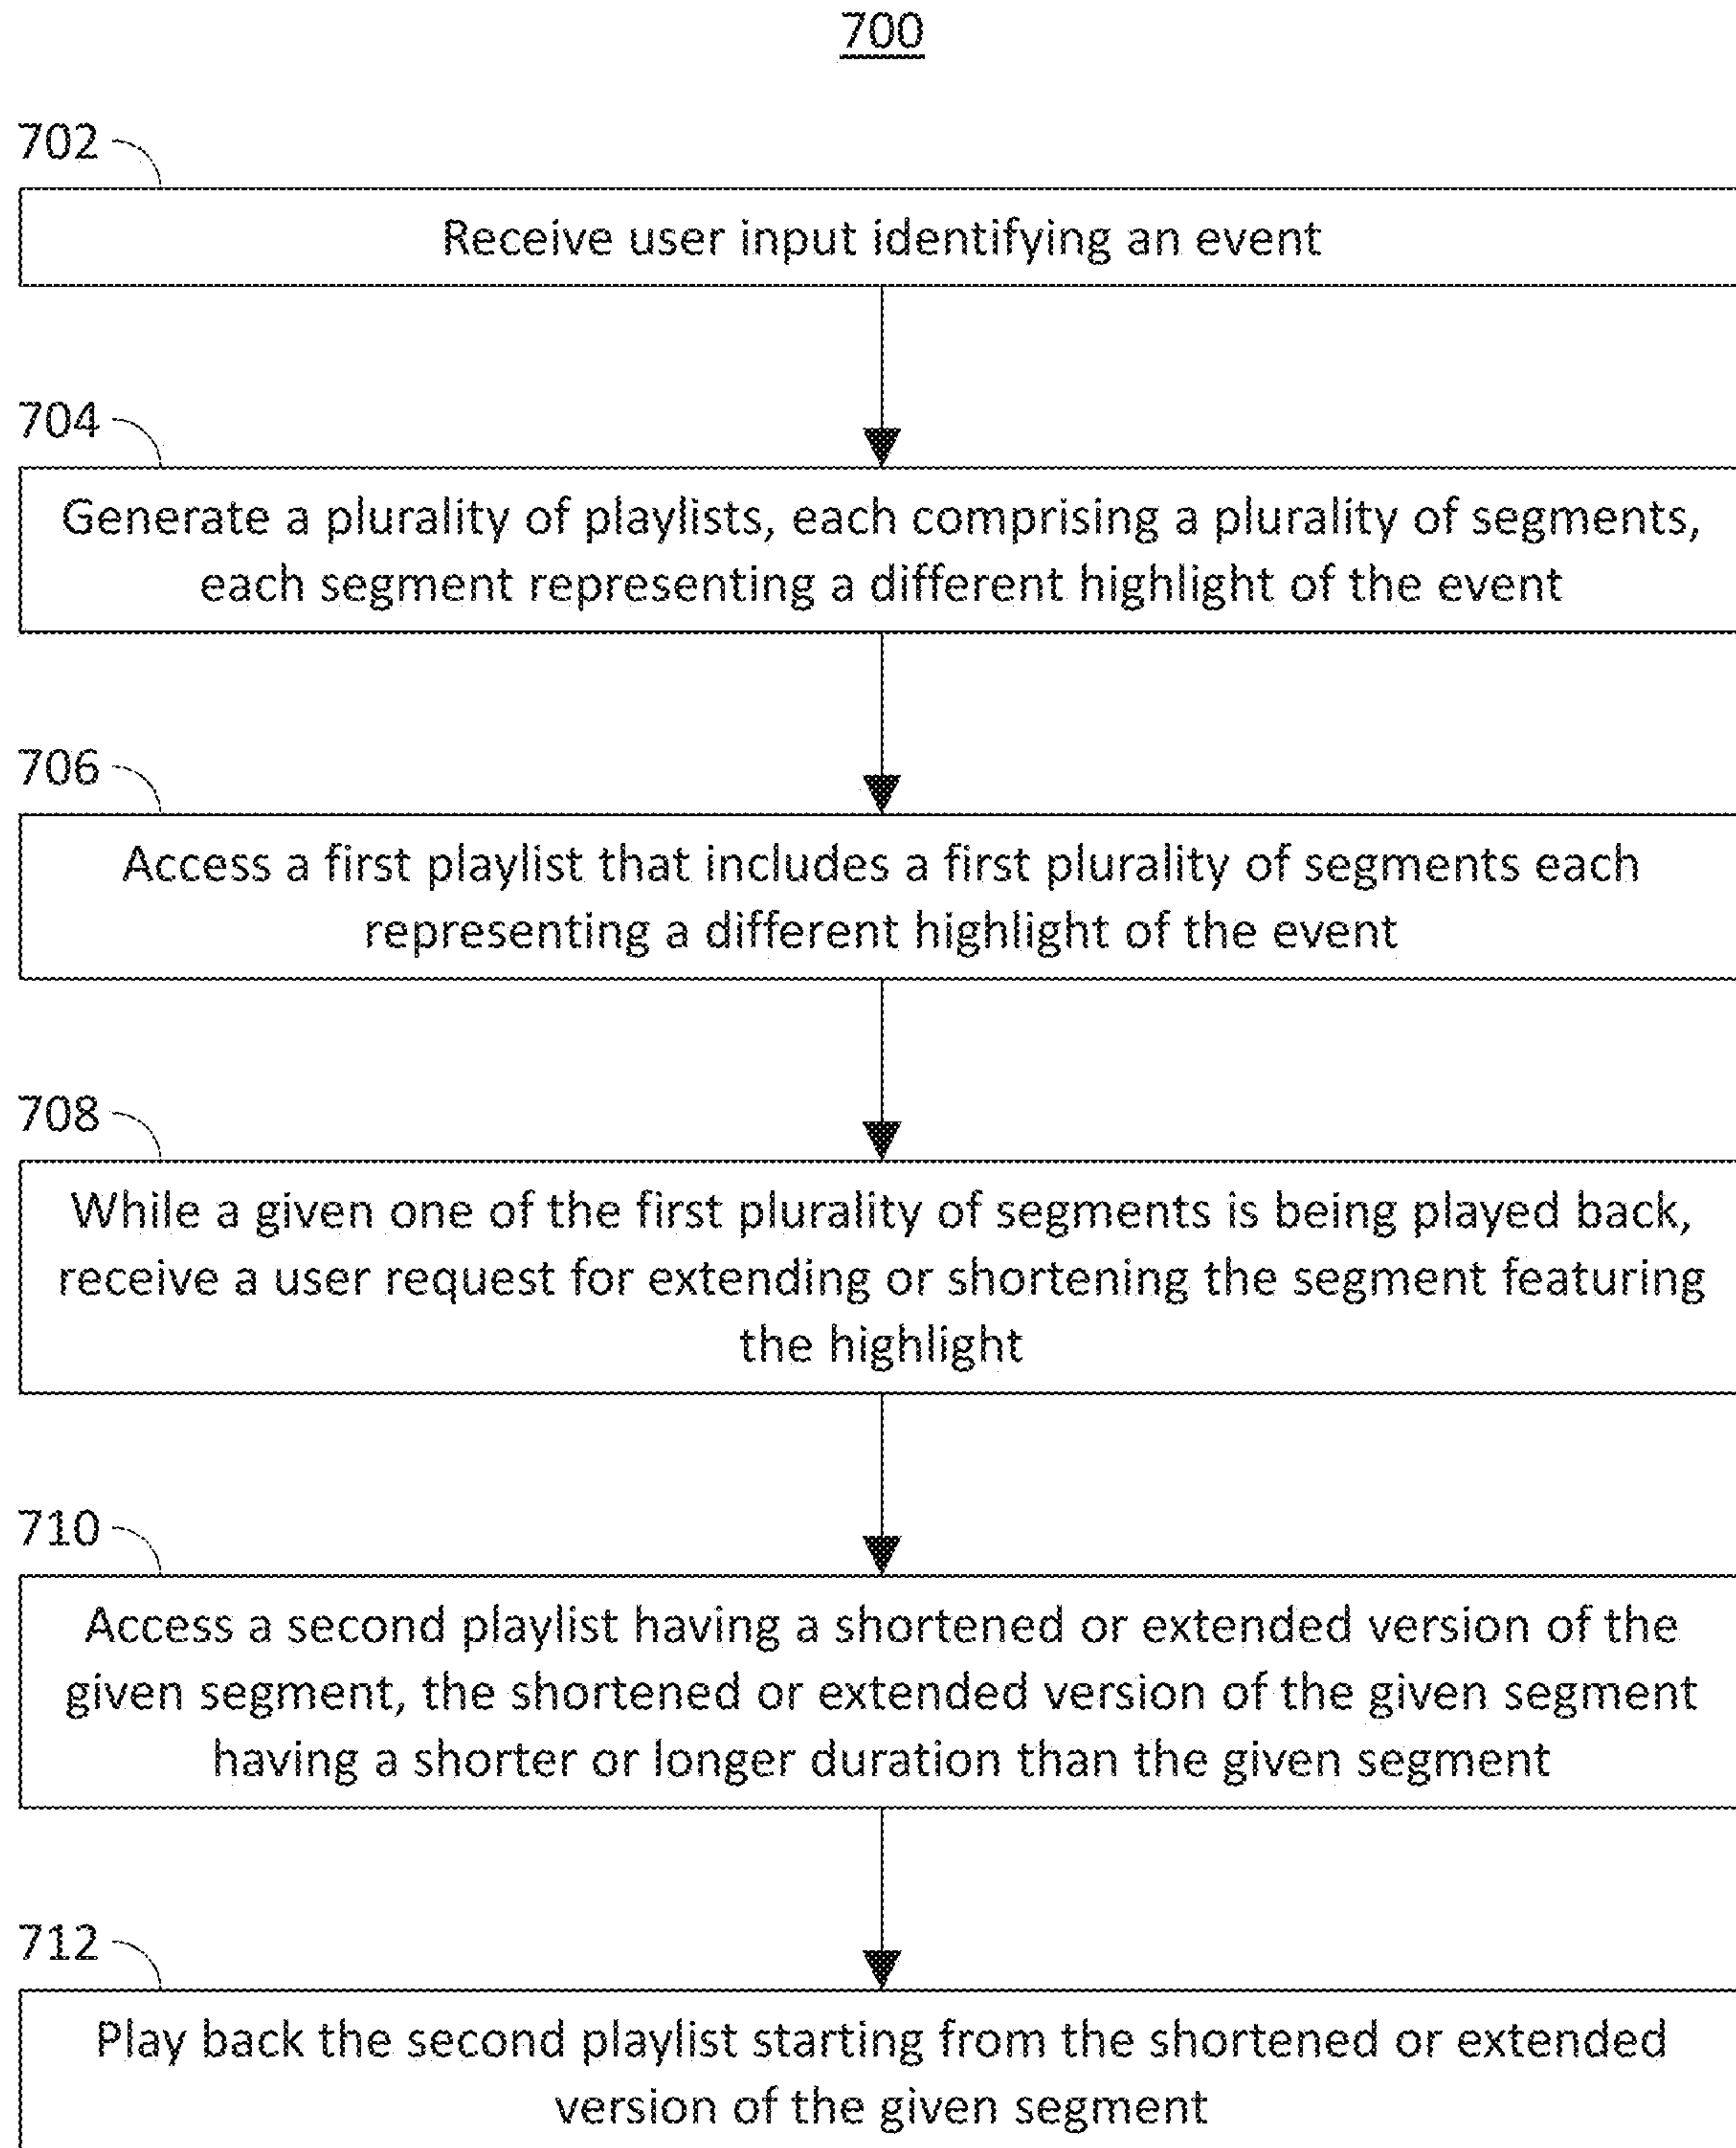 700
702
Receive user input identifying an event
704
Generate a plurality of playlists, each comprising a plurality of segments,
each segment representing a different highlight of the event
706
Access a first playlist that includes a first plurality of segments each
representing a different highlight of the event
708
While a given one of the first plurality of segments is being played back,
receive a user request for extending or shortening the segment featuring
the highlight
710
Access a second playlist having a shortened or extended version of the
given segment, the shortened or extended version of the given segment
having a shorter or longer duration than the given segment
712
Play back the second playlist starting from the shortened or extended
version of the given segment